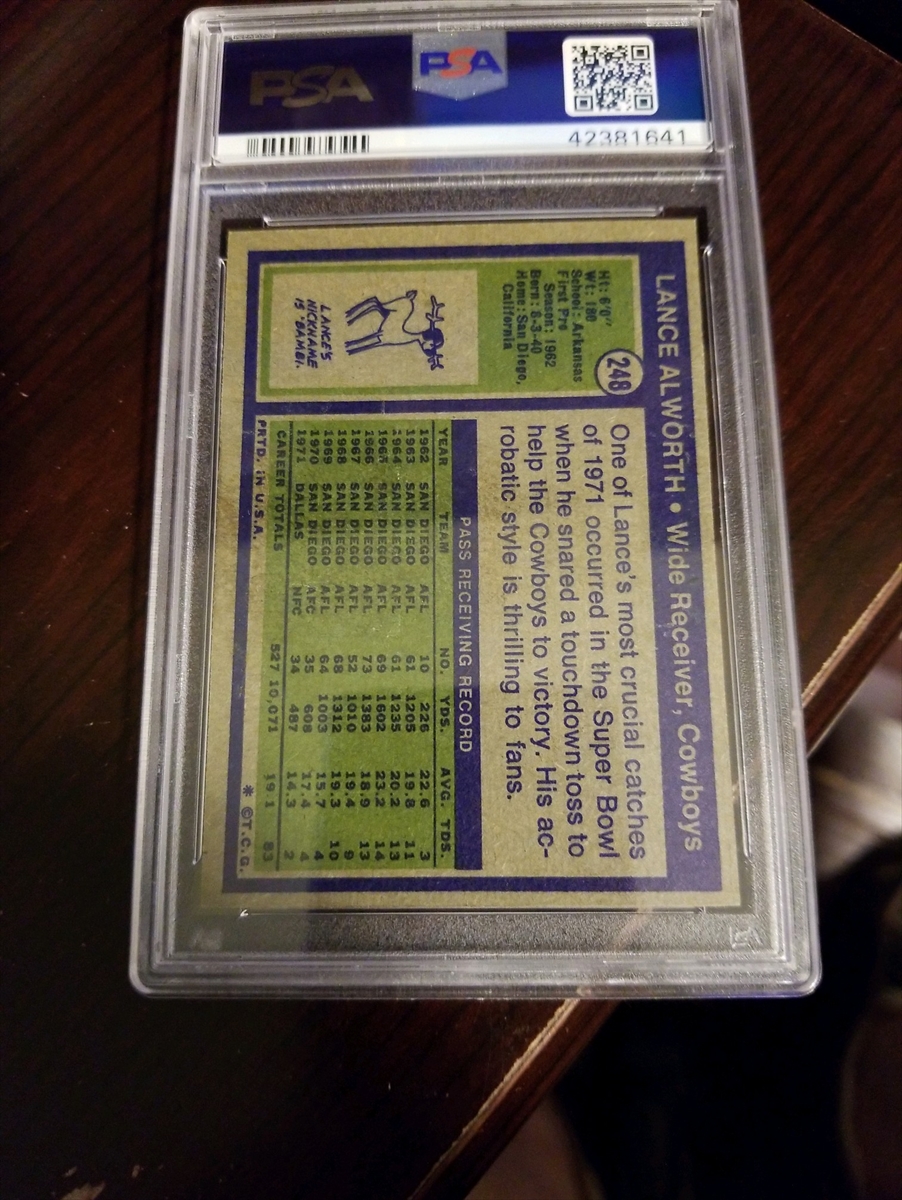 PSA
PSA
42381641
LANCE ALWORTH • Wide Receiver, Cowboys
248
Ht: 6'0"
Wt: 180
School: Arkansas
First Pro
Season: 1962
Born: 8-3-40
Home: San Diego,
California
LANCE'S
NICKNAME
IS "BAMBI.
One of Lance's most crucial catches
of 1971 occurred in the Super Bowl
when he snared a touchdown toss to
help the Cowboys to victory. His ac-
robatic style is thrilling to fans.
PASS RECEIVING RECORD
YEAR TEAM NO. YDS. AVG. TDS.
1962 SAN DIEGO AFL 10 226 22.6 3
1963 SAN DIEGO AFL 61 1205 19.8 11
1964 SAN DIEGO AFL 61 1235 20.2 13
1965 SAN DIEGO AFL 69 1602 23.2 14
1966 SAN DIEGO AFL 73 1383 18.9 13
1967 SAN DIEGO AFL 52 1010 19.4 9
1968 SAN DIEGO AFL 68 1312 19.3 10
1969 SAN DIEGO AFL 64 1003 15.7 4
1970 SAN DIEGO AFC 35 608 17.4 4
1971 DALLAS NFC 34 487 14.3 2
CAREER TOTALS 527 10,071 19.1 83
PRTD. IN U.S.A. * ©T.C.G.